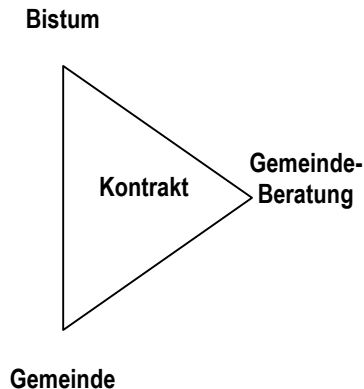 Bistum
Gemeinde-
Beratung
Kontrakt
Gemeinde